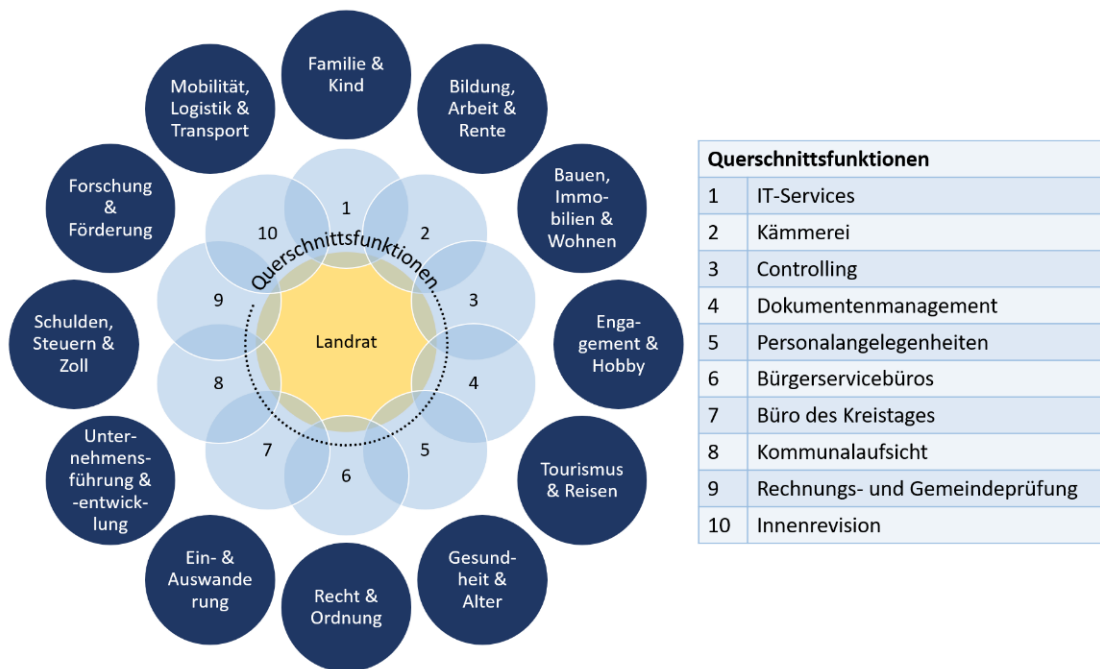 Familie &
Kind
Bildung,
Arbeit &
Rente
Bauen,
Immo-
bilien &
Wohnen
Enga-
gement &
Hobby
Tourismus
& Reisen
Gesund-
heit &
Alter
Recht &
Ordnung
Ein- &
Auswande
rung
Unter-
nehmens-
führung &
-entwick-
lung
Schulden,
Steuern &
Zoll
Forschung
&
Förderung
Mobilität,
Logistik &
Transport
1
2
3
4
5
6
7
8
9
10
Querschnittsfunktionen
Landrat
Querschnittsfunktionen
1 IT-Services
2 Kämmerei
3 Controlling
4 Dokumentenmanagement
5 Personalangelegenheiten
6 Bürgerservicebüros
7 Büro des Kreistages
8 Kommunalaufsicht
9 Rechnungs- und Gemeindeprüfung
10 Innenrevision